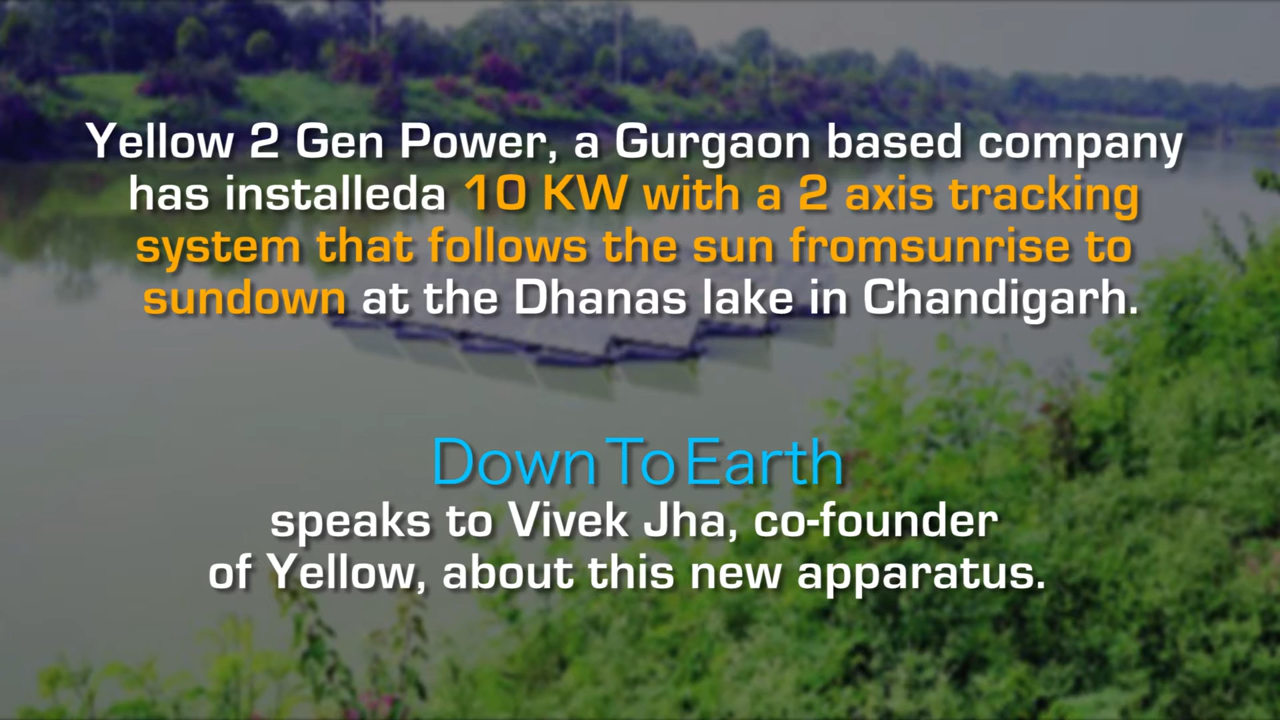 Yellow 2 Gen Power, a Gurgaon based company
has installeda 10 KW with a 2 axis tracking
system that follows the sun fromsunrise to
sundown at the Dhanas lake in Chandigarh.
Down To Earth
speaks to Vivek Jha, co-founder
of Yellow, about this new apparatus.